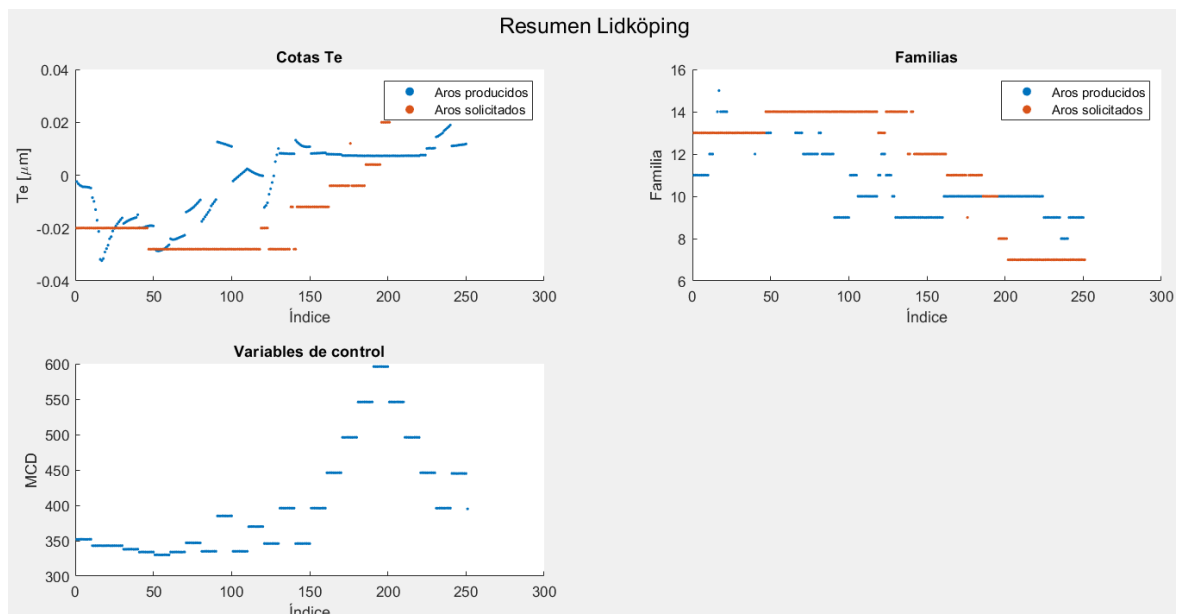 Resumen Lidköping
Cotas Te
0.04
0.02
0
-0.02
-0.04
Te [μm]
0 50 100 150 200 250 300
Índice
Aros producidos
Aros solicitados
Familias
16
14
12
10
8
6
Familia
0 50 100 150 200 250 300
Índice
Aros producidos
Aros solicitados
Variables de control
600
550
500
450
400
350
300
MCD
0 50 100 150 200 250 300
Índice